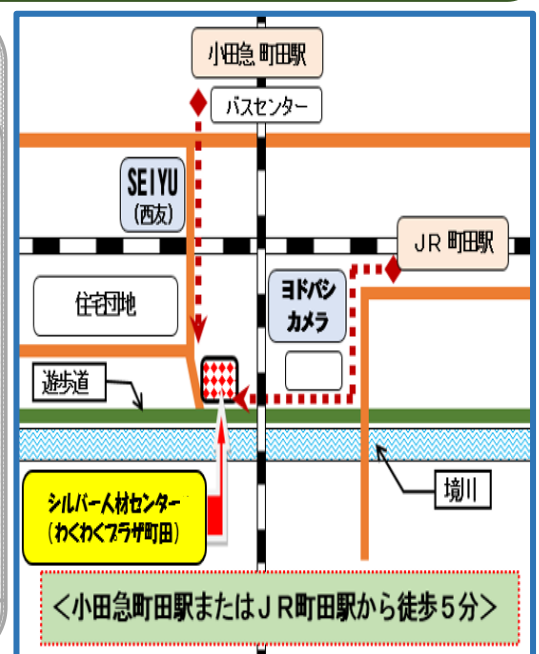 小田急 町田駅
バスセンター
SEIYU
(西友)
JR 町田駅
ヨドバシ
カメラ
住宅団地
遊歩道
境川
シルバー人材センター
(わくわくプラザ町田)
<小田急町田駅またはJR町田駅から徒歩5分>